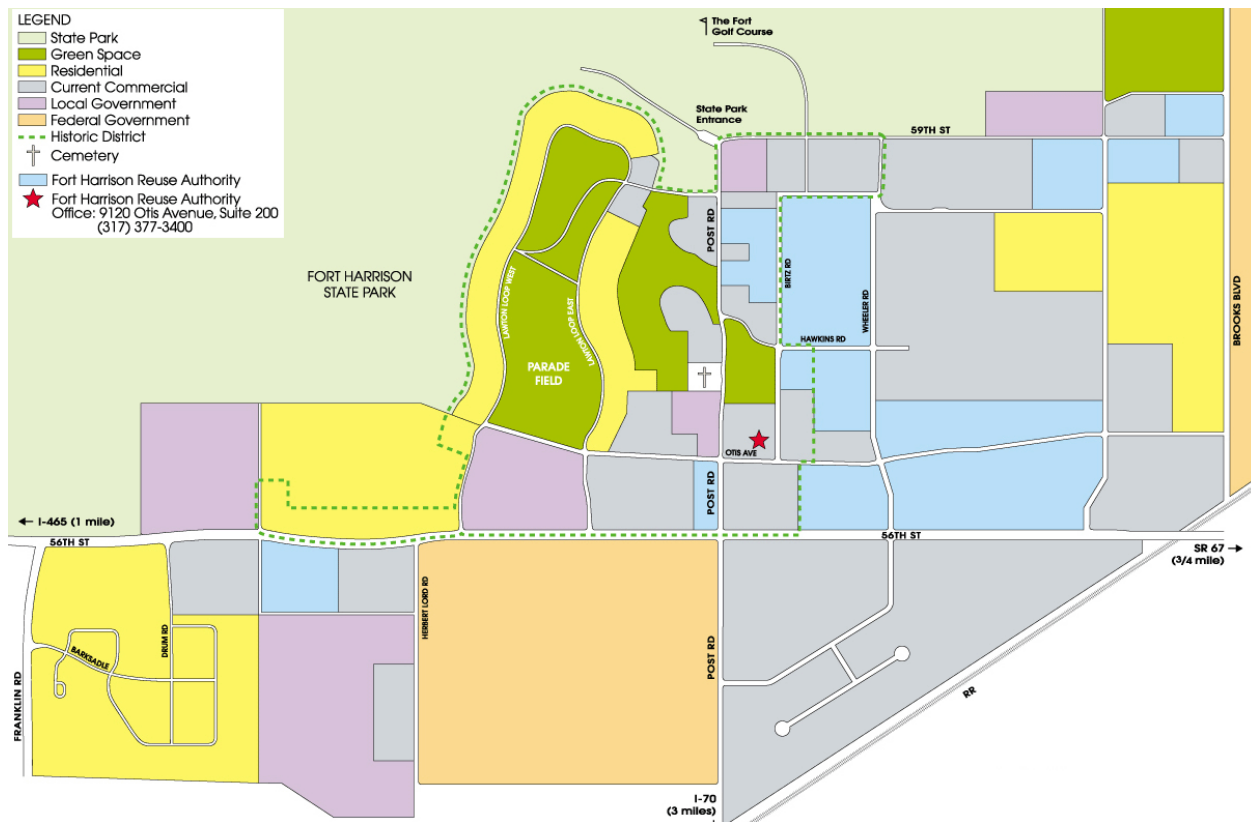 LEGEND
State Park
Green Space
Residential
Current Commercial
Local Government
Federal Government
Historic District
Cemetery
Fort Harrison Reuse Authority
Fort Harrison Reuse Authority
Office: 9120 Otis Avenue, Suite 200
(317) 377-3400
The Fort
Golf Course
State Park
Entrance
59TH ST
FORT HARRISON
STATE PARK
POST RD
BIRTZ RD
WHEELER RD
BROOKS BLVD
LAWTON LOOP WEST
LAWTON LOOP EAST
HAWKINS RD
PARADE
FIELD
OTIS AVE
POST RD
← I-465 (1 mile)
56TH ST
56TH ST
SR 67 →
(3/4 mile)
HERBERT LORD RD
DRUM RD
BARKSADLE
FRANKLIN RD
POST RD
RR
I-70
(3 miles)